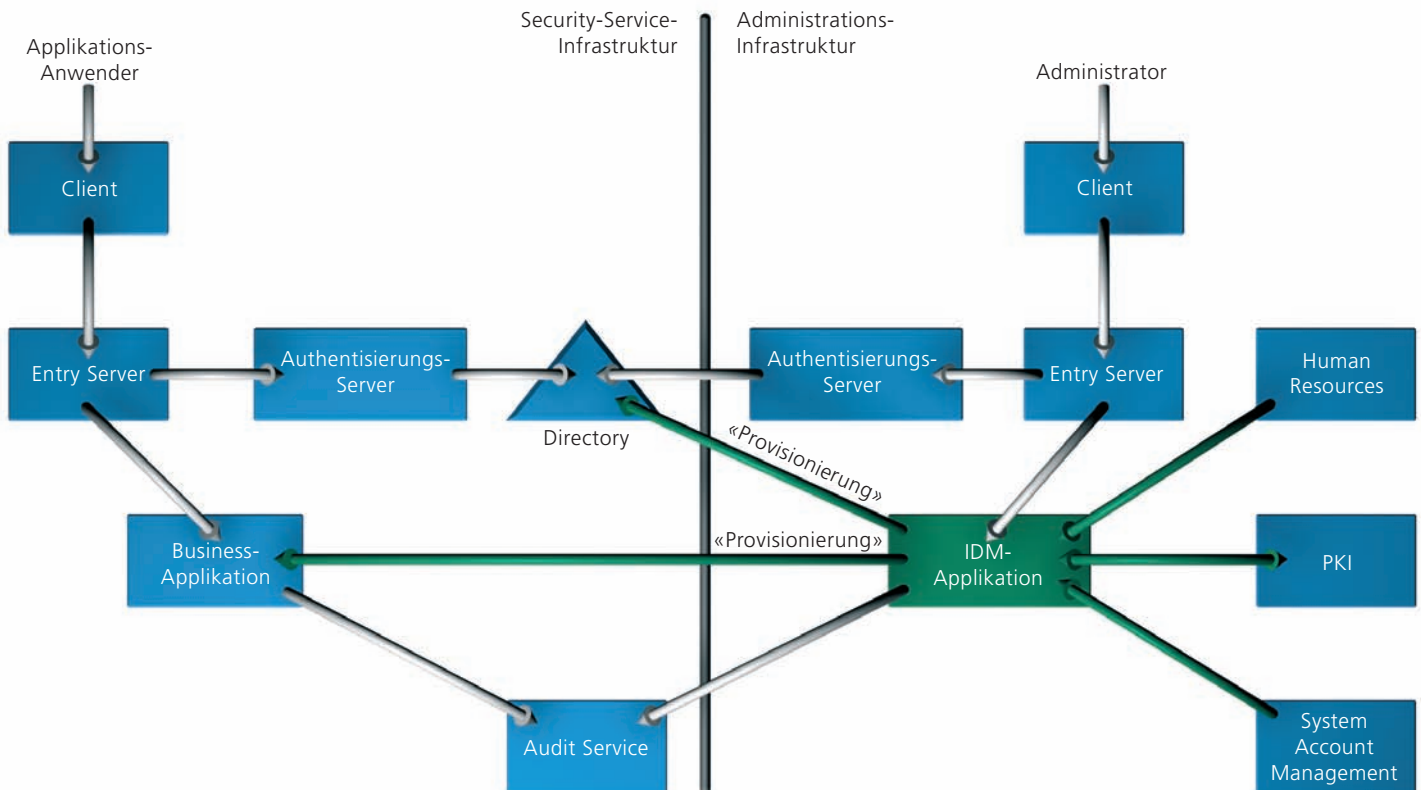 Security-Service-
Infrastruktur
Administrations-
Infrastruktur
Applikations-
Anwender
Administrator
Client
Client
Entry Server
Authentisierungs-
Server
Directory
Authentisierungs-
Server
Entry Server
Human
Resources
«Provisionierung»
«Provisionierung»
Business-
Applikation
IDM-
Applikation
PKI
Audit Service
System
Account
Management